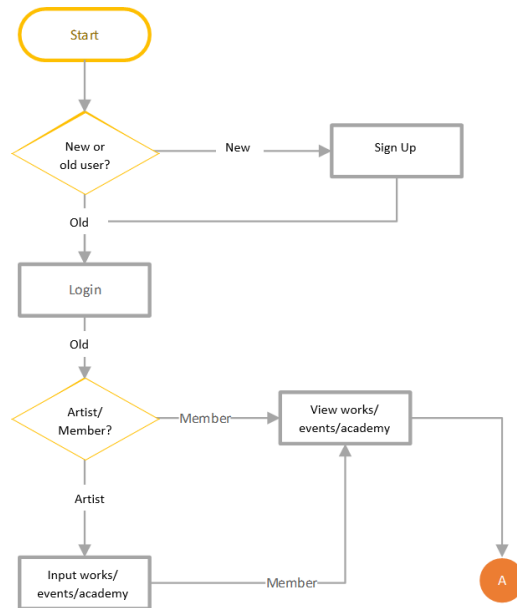 Start
New or
old user?
New
Sign Up
Old
Login
Old
Artist/
Member?
Member
View works/
events/academy
Artist
Input works/
events/academy
Member
A